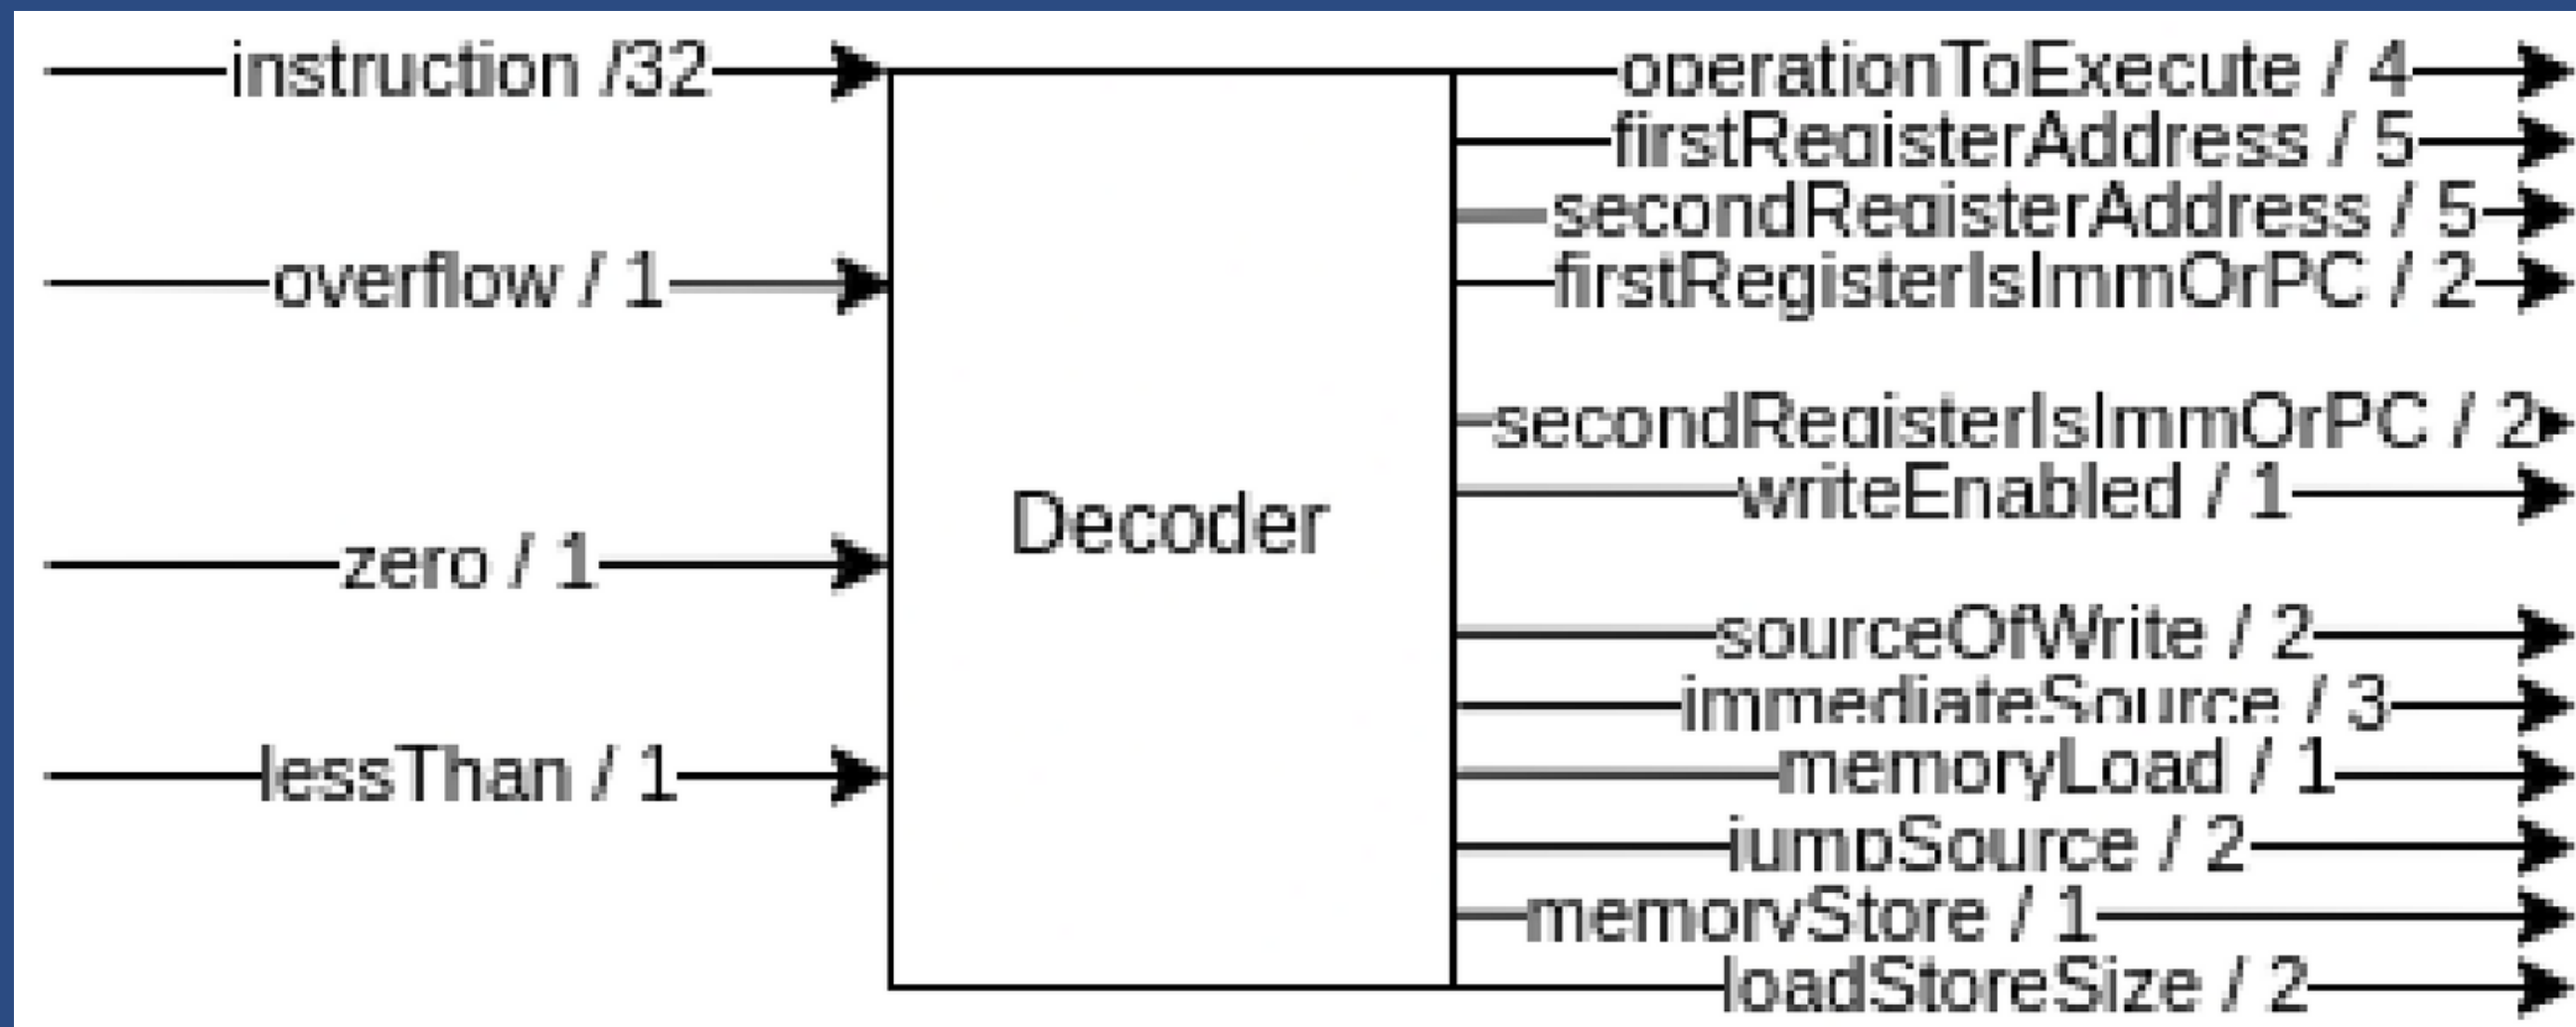 instruction /32
overflow / 1
zero / 1
lessThan / 1
Decoder
operationToExecute / 4
firstRegisterAddress / 5
secondRegisterAddress / 5
firstRegisterIsImmOrPC / 2
secondRegisterIsImmOrPC / 2
writeEnabled / 1
sourceOfWrite / 2
immediateSource / 3
memoryLoad / 1
jumpSource / 2
memoryStore / 1
loadStoreSize / 2